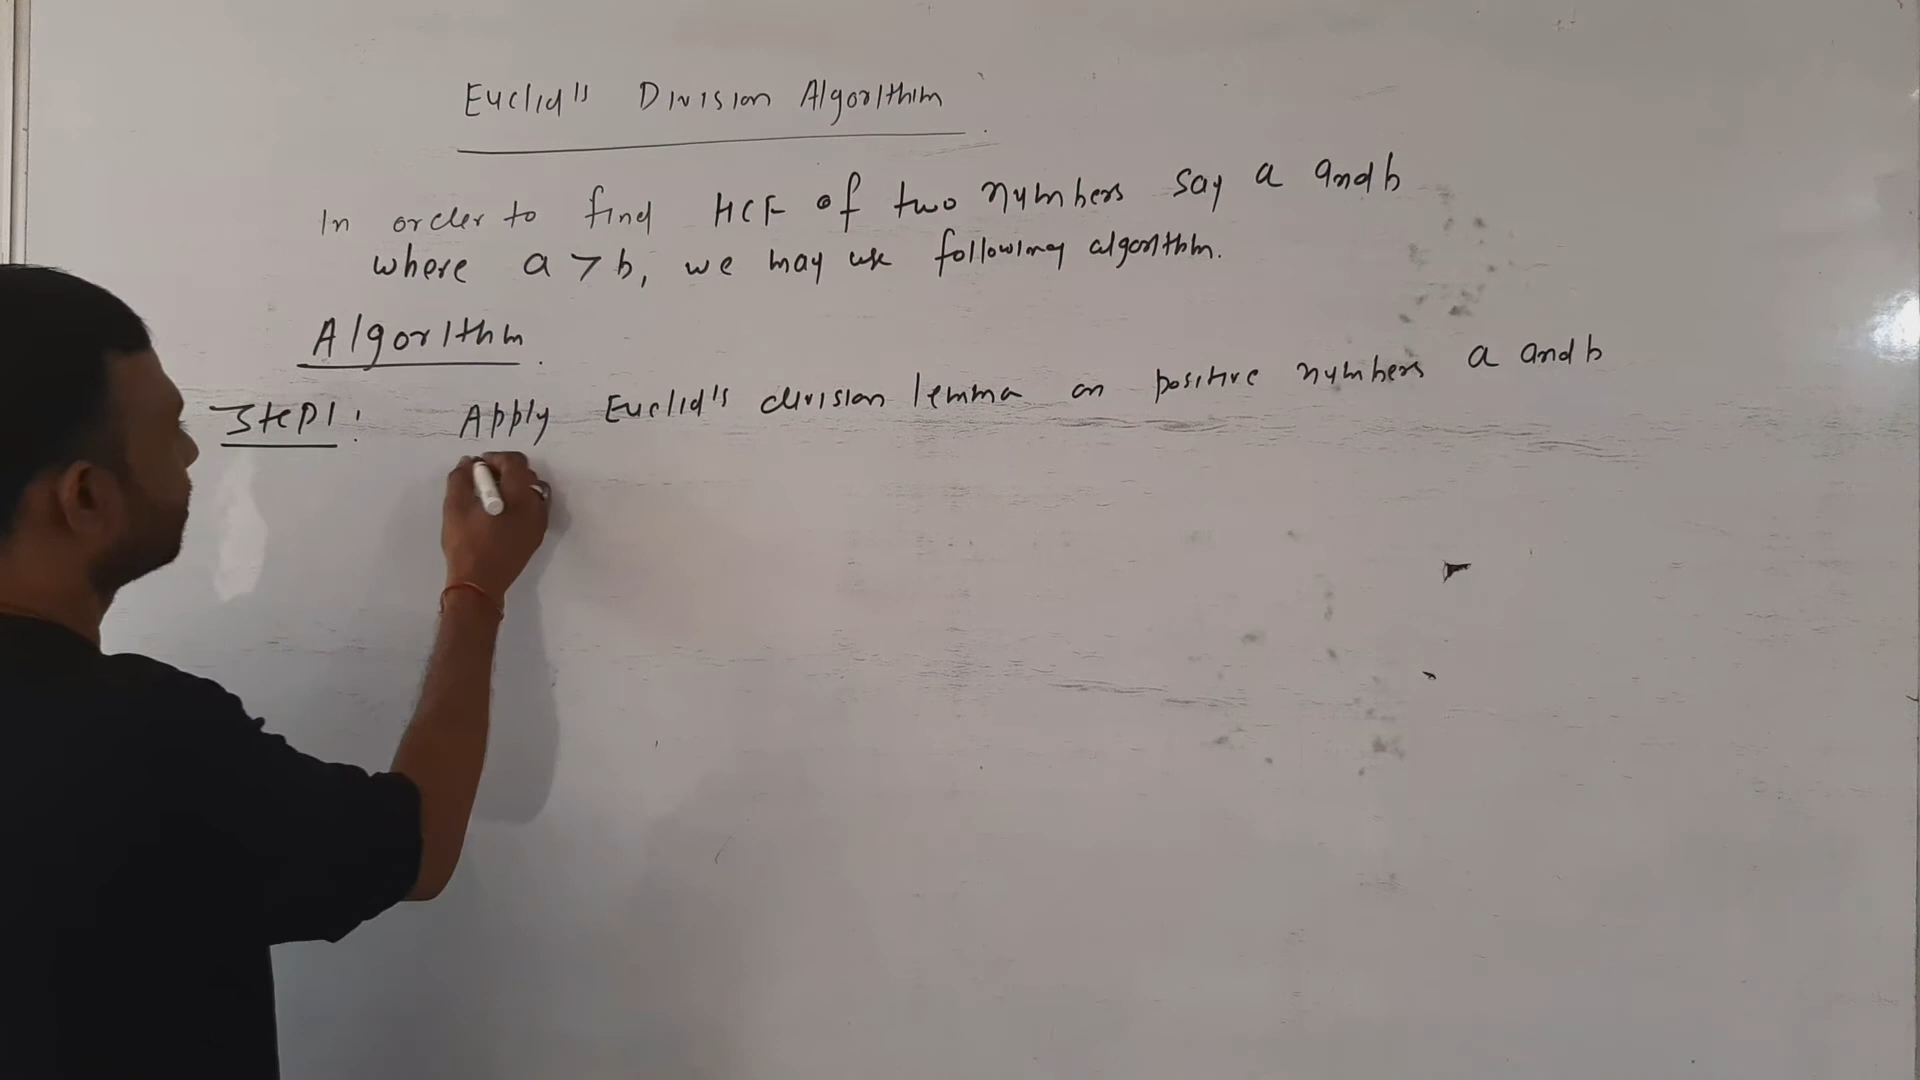 Euclid's Division Algorithim
In order to find HCF of two numbers say a and b
where a > b, we may use following algorithm.
Algorithm
Step1: Apply Euclid's division lemma on positive numbers a and b